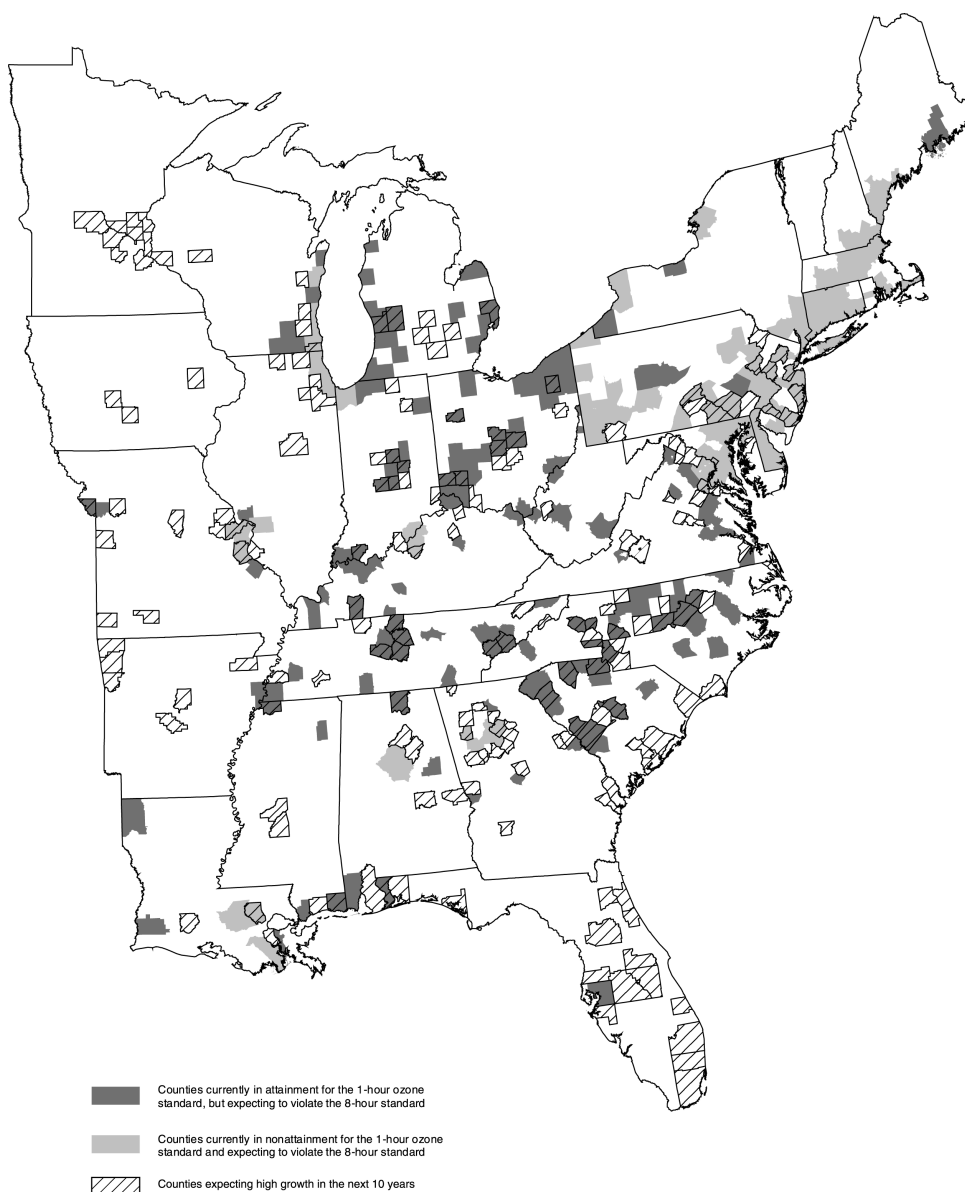 Counties currently in attainment for the 1-hour ozone
standard, but expecting to violate the 8-hour standard
Counties currently in nonattainment for the 1-hour ozone
standard and expecting to violate the 8-hour standard
Counties expecting high growth in the next 10 years